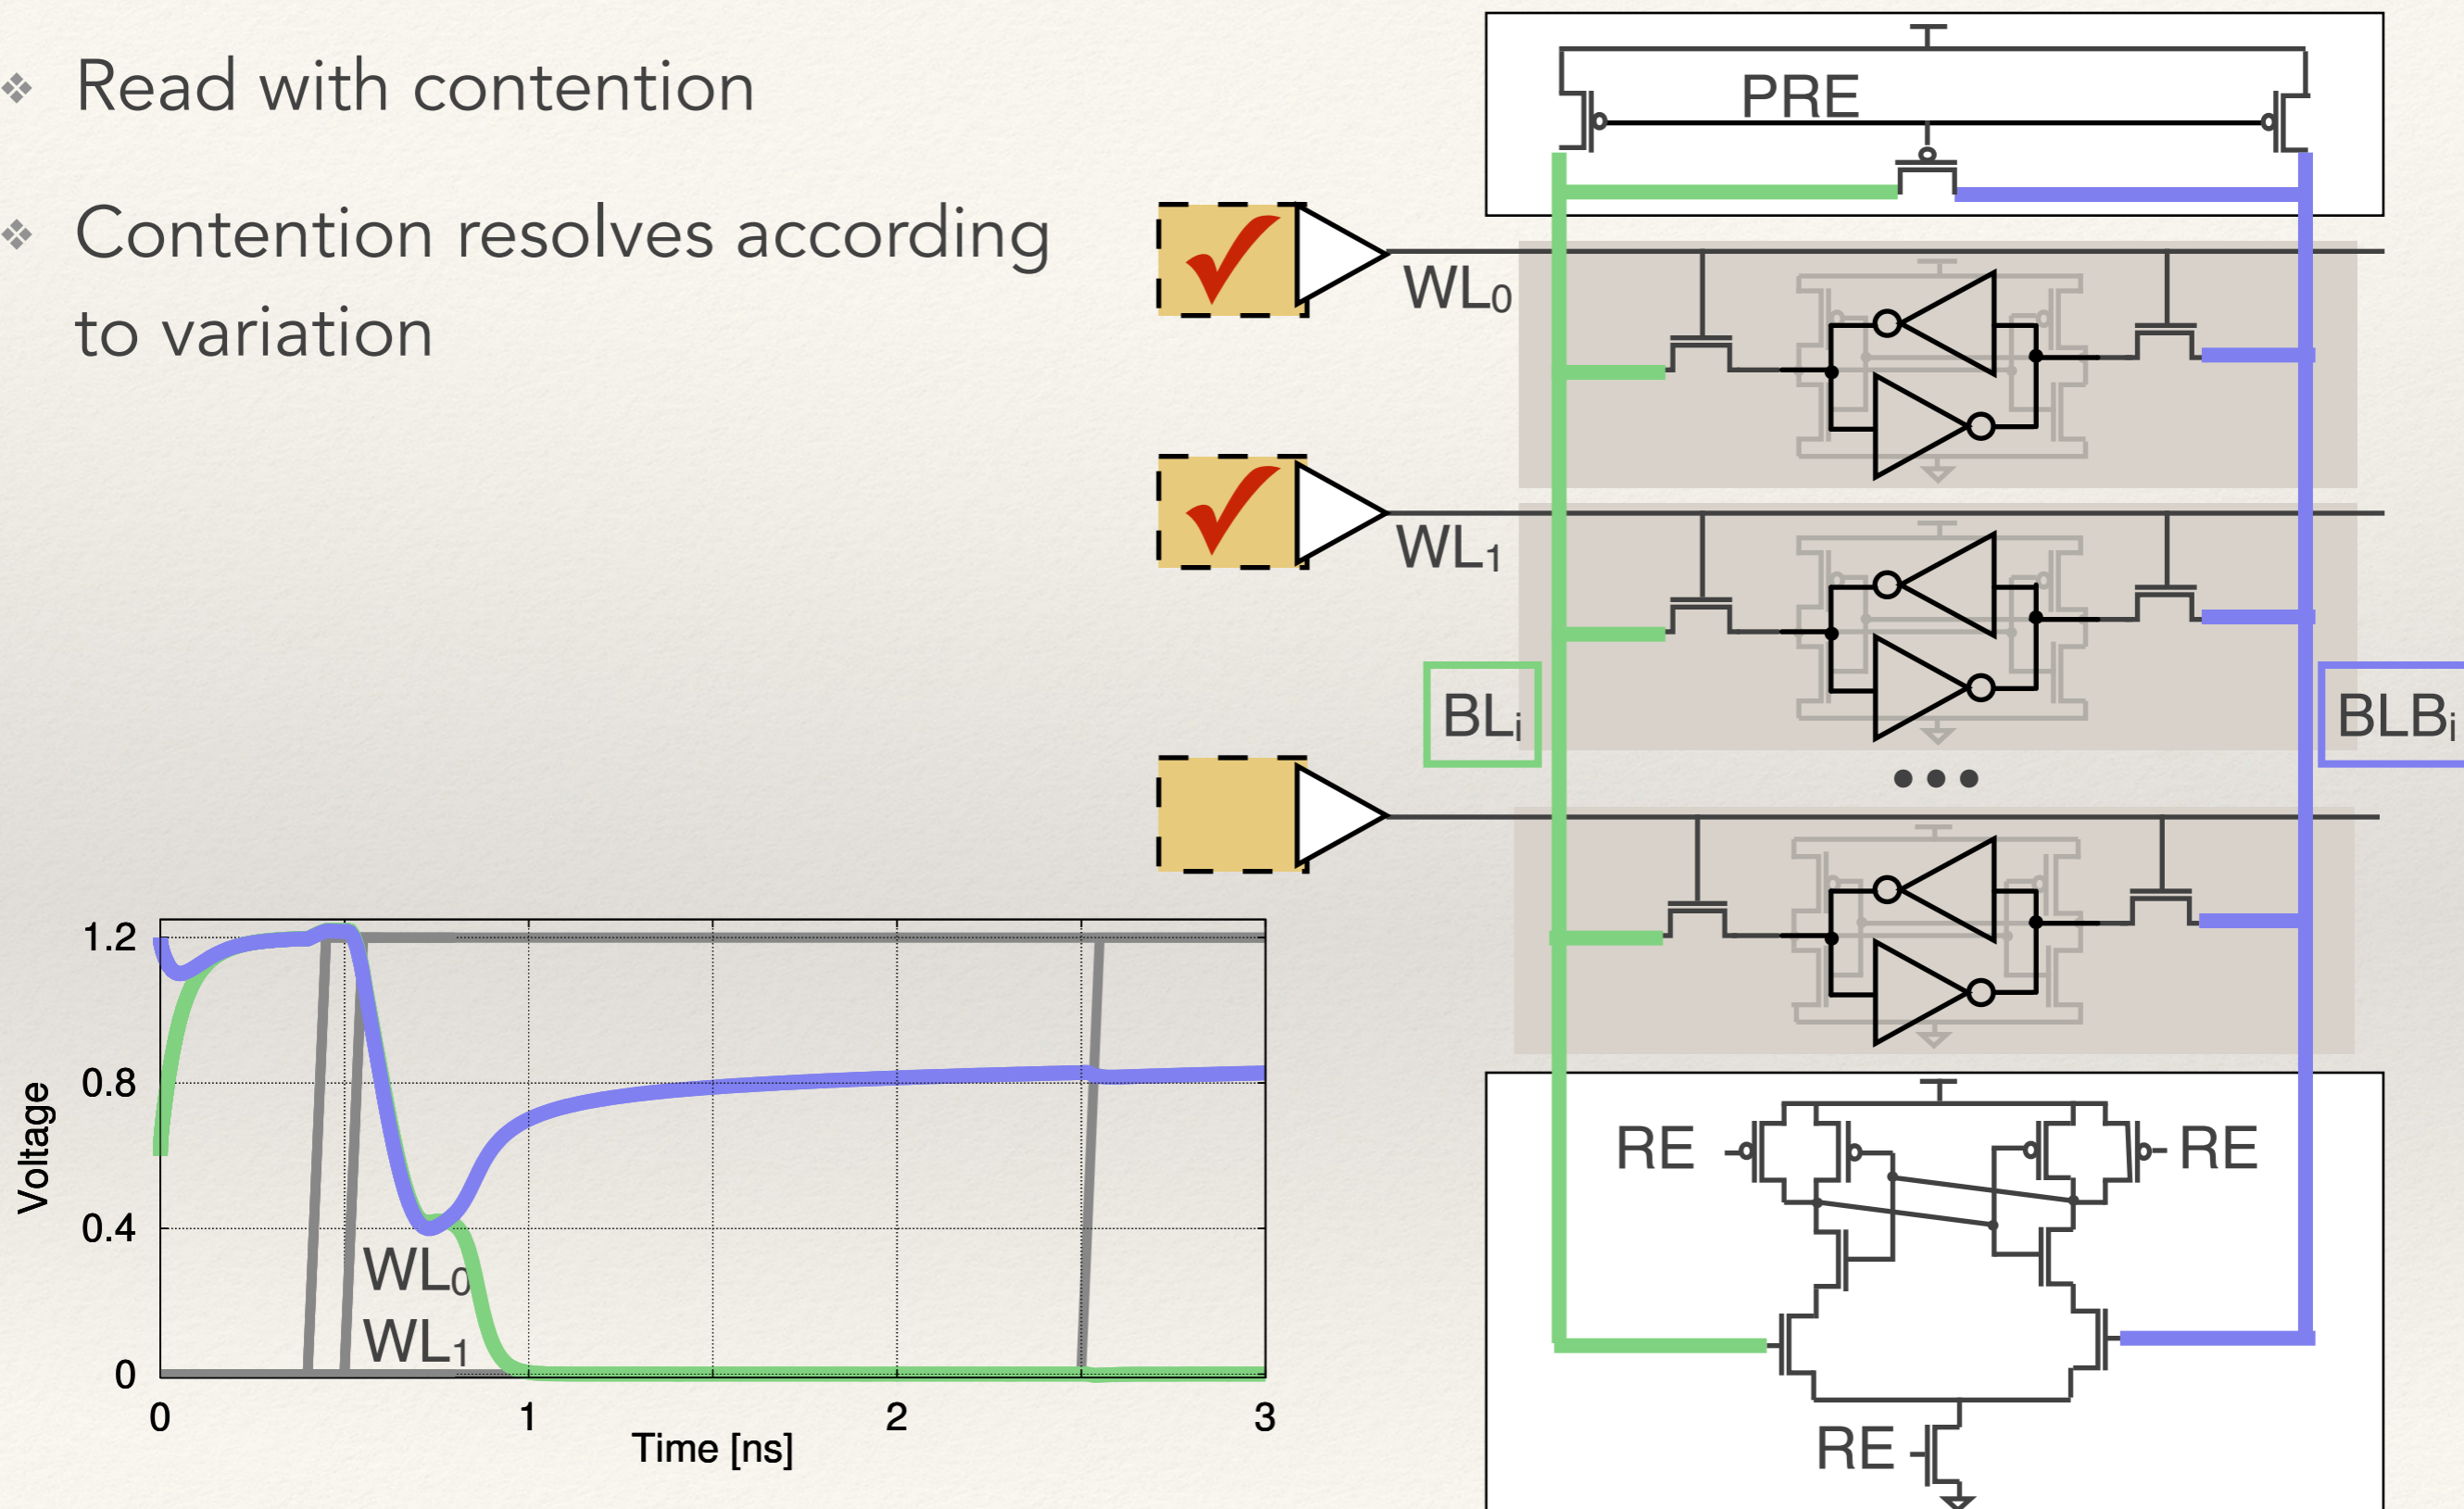 Read with contention
Contention resolves according
to variation
PRE
WL0
WL1
BLi
BLBi
RE
RE
RE
1.2
0.8
0.4
0
Voltage
WL0
WL1
0
1
2
3
Time [ns]